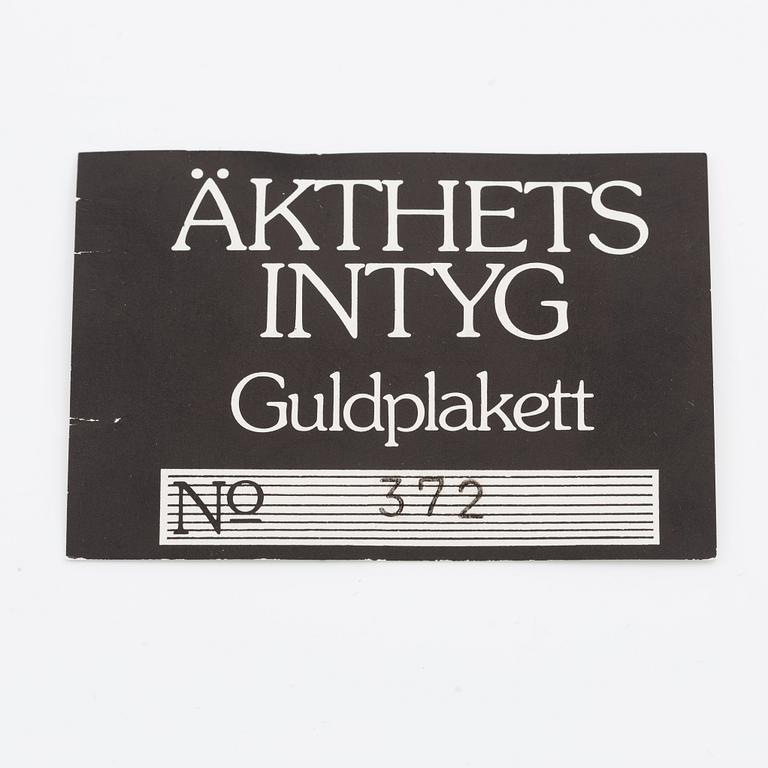 ÄKTHETS
INTYG
Guldplakett
No 372